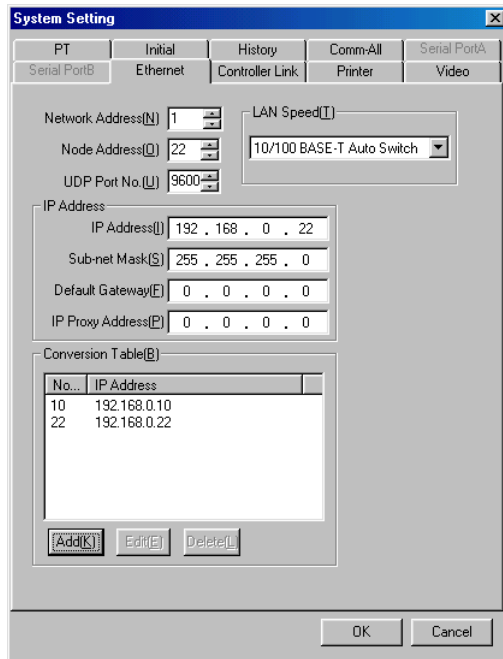 System Setting
PT Initial History Comm-All Serial PortA
Serial PortB Ethernet Controller Link Printer Video
Network Address(N) 1
LAN Speed(T)
Node Address(O) 22
10/100 BASE-T Auto Switch
UDP Port No.(U) 9600
IP Address
IP Address(I) 192 . 168 . 0 . 22
Sub-net Mask(S) 255 . 255 . 255 . 0
Default Gateway(F) 0 . 0 . 0 . 0
IP Proxy Address(P) 0 . 0 . 0 . 0
Conversion Table(B)
No... IP Address
10 192.168.0.10
22 192.168.0.22
Add(K) Edit(E) Delete(L)
OK Cancel